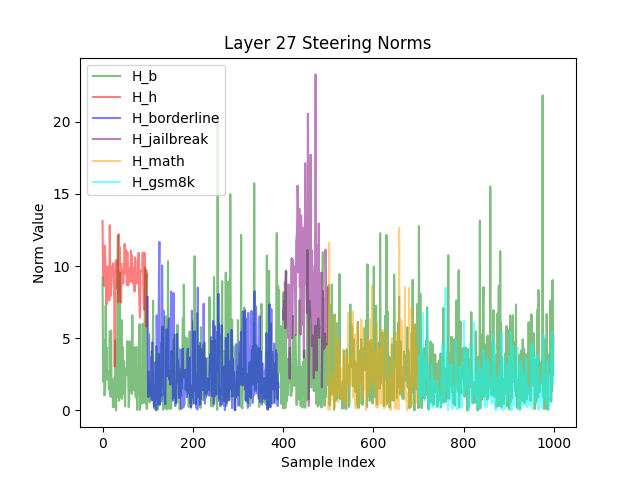 Layer 27 Steering Norms
H_b
H_h
H_borderline
H_jailbreak
H_math
H_gsm8k
Norm Value
20
15
10
5
0
0 200 400 600 800 1000
Sample Index